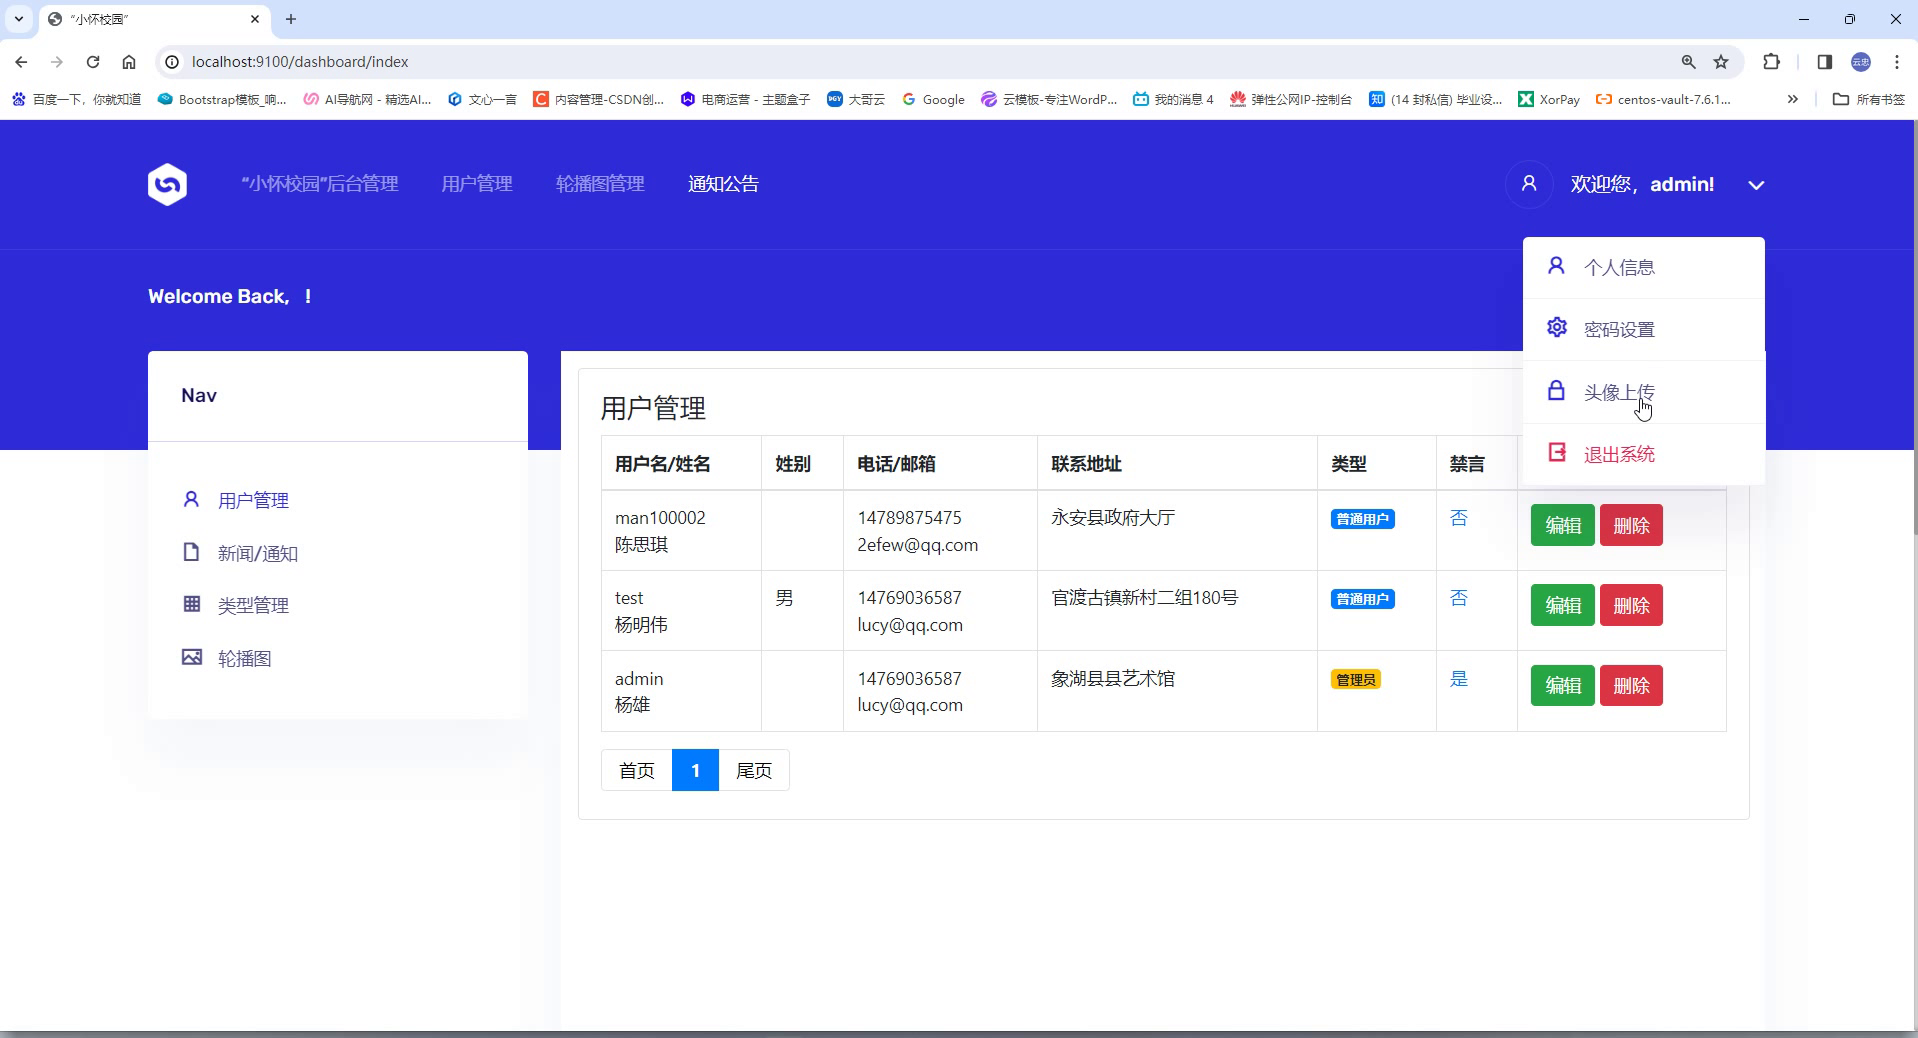 “小怀校园”
localhost:9100/dashboard/index
云忠
百度一下，你就知道
Bootstrap模板_响...
AI导航网 - 精选AI...
文心一言
内容管理-CSDN创...
电商运营 - 主题盒子
大哥云
Google
云模板-专注WordP...
我的消息 4
弹性公网IP-控制台
知 (14 封私信) 毕业设...
XorPay
centos-vault-7.6.1...
所有书签
“小怀校园”后台管理
用户管理
轮播图管理
通知公告
欢迎您，admin!
个人信息
密码设置
头像上传
退出系统
Welcome Back, !
Nav
用户管理
新闻/通知
类型管理
轮播图
用户管理
用户名/姓名 姓别 电话/邮箱 联系地址 类型 禁言
man100002 14789875475 永安县政府大厅 普通用户 否 编辑 删除
陈思琪 2efew@qq.com
test 男 14769036587 官渡古镇新村二组180号 普通用户 否 编辑 删除
杨明伟 lucy@qq.com
admin 14769036587 象湖县县艺术馆 管理员 是 编辑 删除
杨雄 lucy@qq.com
首页 1 尾页